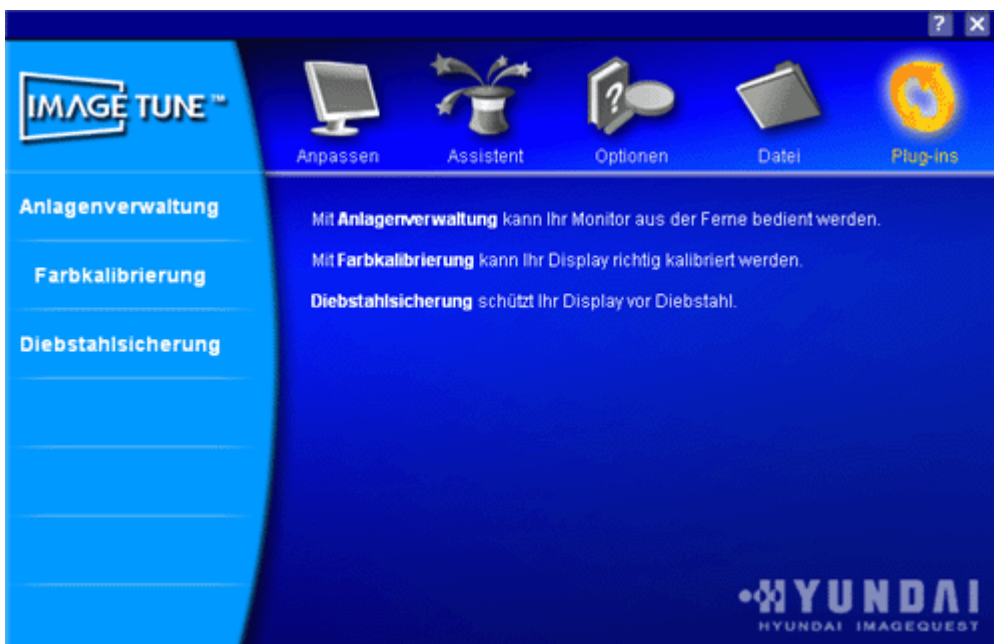 ?
IMAGE TUNE™
Anpassen
Assistent
Optionen
Datei
Plug-ins
Anlagenverwaltung
Farbkalibrierung
Diebstahlsicherung
Mit Anlagenverwaltung kann Ihr Monitor aus der Ferne bedient werden.
Mit Farbkalibrierung kann Ihr Display richtig kalibriert werden.
Diebstahlsicherung schützt Ihr Display vor Diebstahl.
HYUNDAI
HYUNDAI IMAGEQUEST